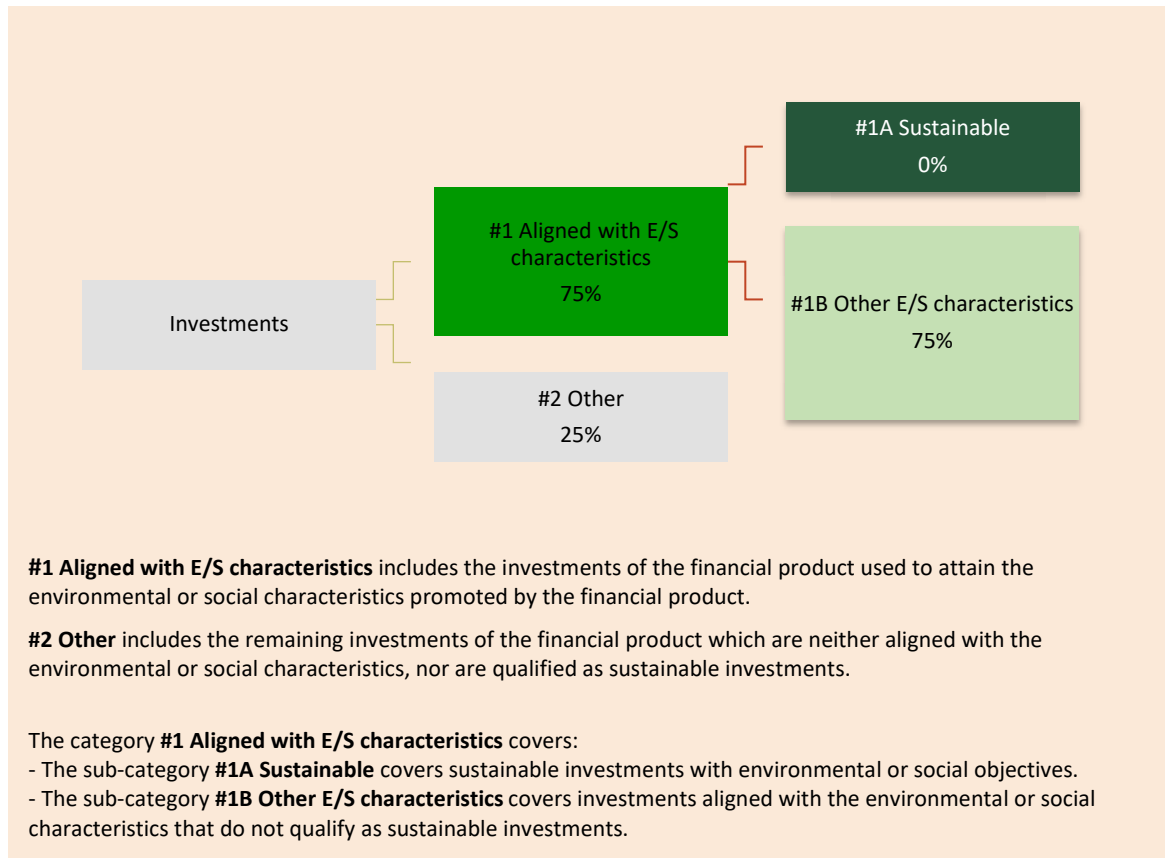 #1A Sustainable
0%
#1 Aligned with E/S
characteristics
75%
#1B Other E/S characteristics
75%
Investments
#2 Other
25%
#1 Aligned with E/S characteristics includes the investments of the financial product used to attain the
environmental or social characteristics promoted by the financial product.
#2 Other includes the remaining investments of the financial product which are neither aligned with the
environmental or social characteristics, nor are qualified as sustainable investments.
The category #1 Aligned with E/S characteristics covers:
- The sub-category #1A Sustainable covers sustainable investments with environmental or social objectives.
- The sub-category #1B Other E/S characteristics covers investments aligned with the environmental or social
characteristics that do not qualify as sustainable investments.